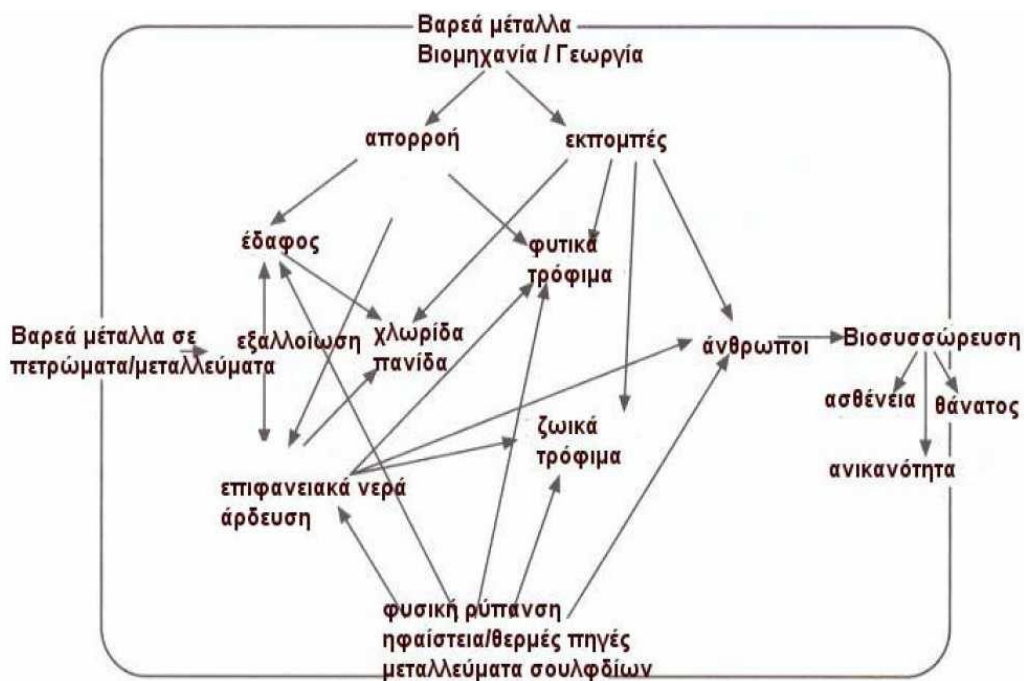 Βαρεά μέταλλα
Βιομηχανία / Γεωργία
απορροή
εκπομπές
έδαφος
φυτικά
τρόφιμα
Βαρεά μέταλλα σε
πετρώματα/μεταλλεύματα
εξαλλοίωση
χλωρίδα
πανίδα
άνθρωποι
Βιοσυσσώρευση
ασθένεια
θάνατος
ανικανότητα
ζωικά
τρόφιμα
επιφανειακά νερά
άρδευση
φυσική ρύπανση
ηφαίστεια/θερμές πηγές
μεταλλεύματα σουλφδίων